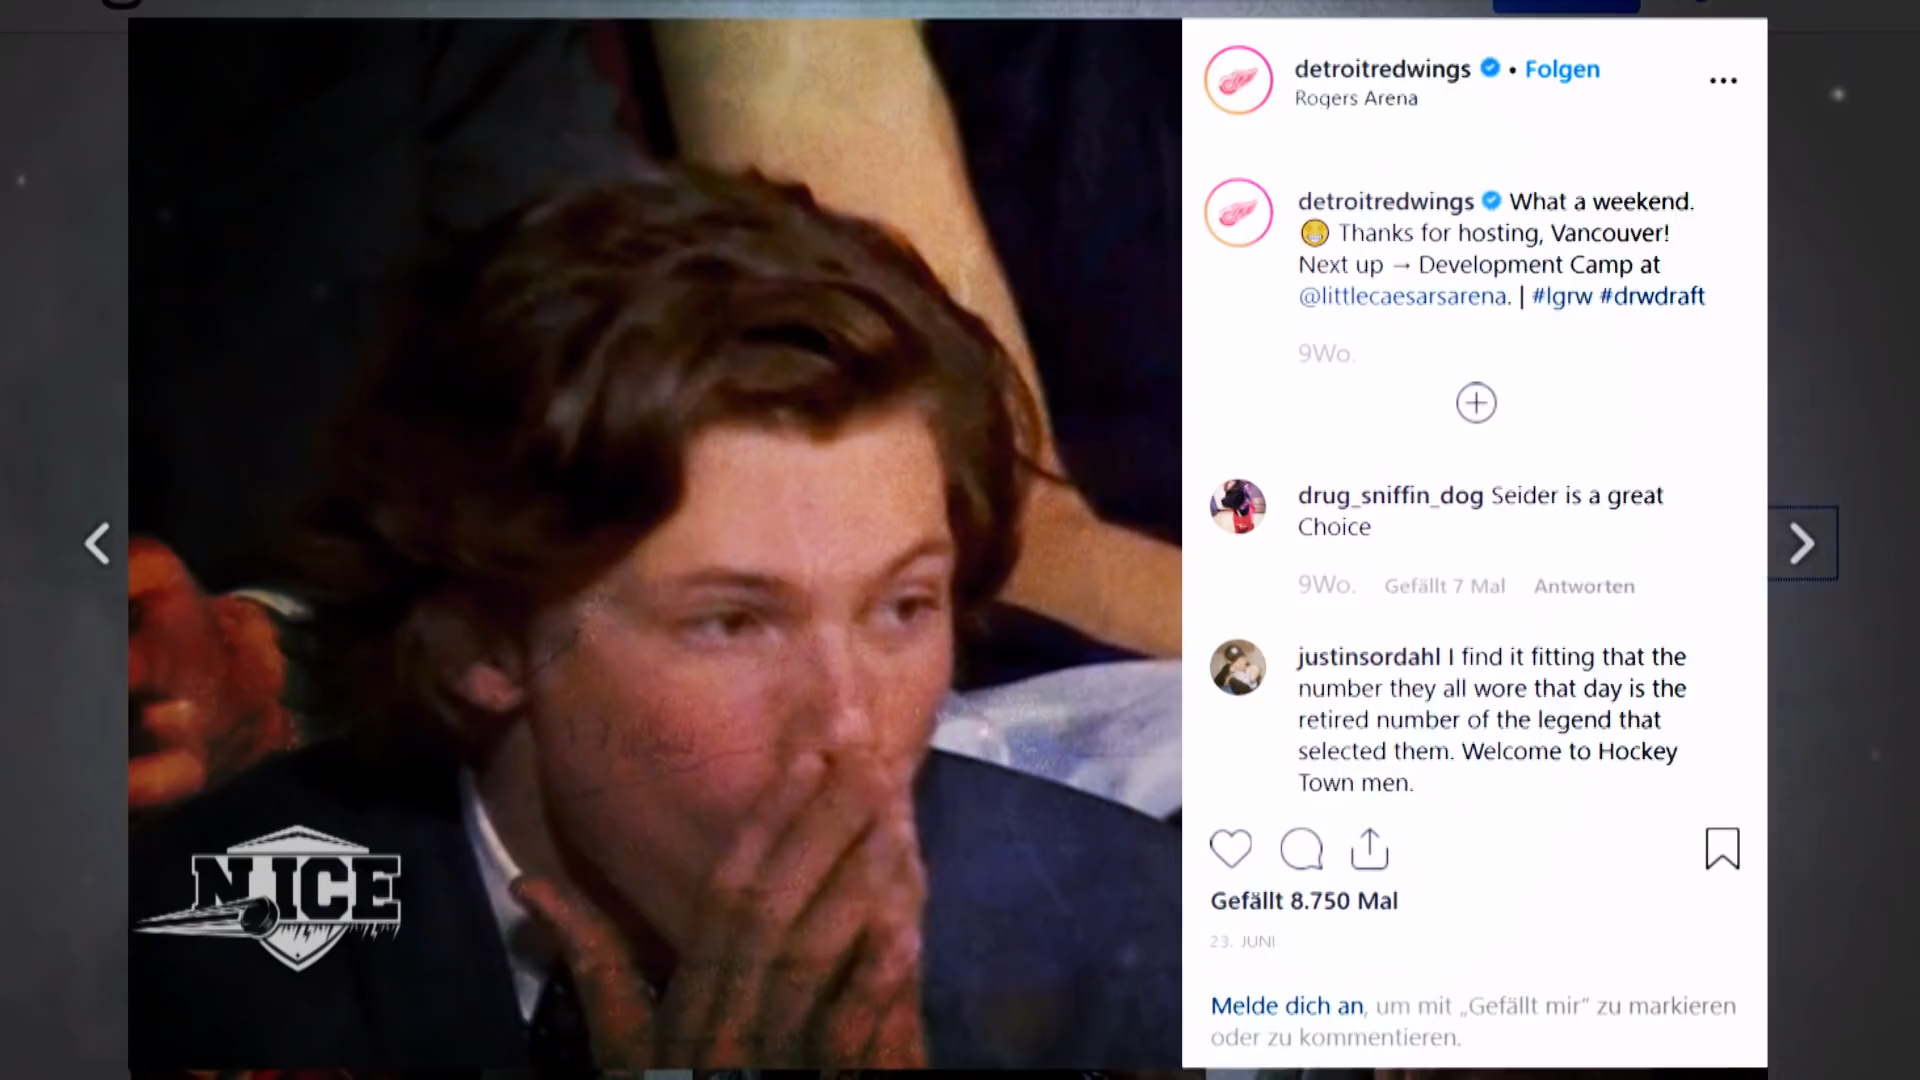 detroitredwings • Folgen
Rogers Arena
detroitredwings What a weekend.
Thanks for hosting, Vancouver!
Next up → Development Camp at
@littlecaesarsarena. | #lgrw #drwdraft
9Wo.
drug_sniffin_dog Seider is a great
Choice
9Wo. Gefällt 7 Mal Antworten
justinsordahl I find it fitting that the
number they all wore that day is the
retired number of the legend that
selected them. Welcome to Hockey
Town men.
Gefällt 8.750 Mal
23. JUNI
Melde dich an, um mit „Gefällt mir“ zu markieren
oder zu kommentieren.
N ICE